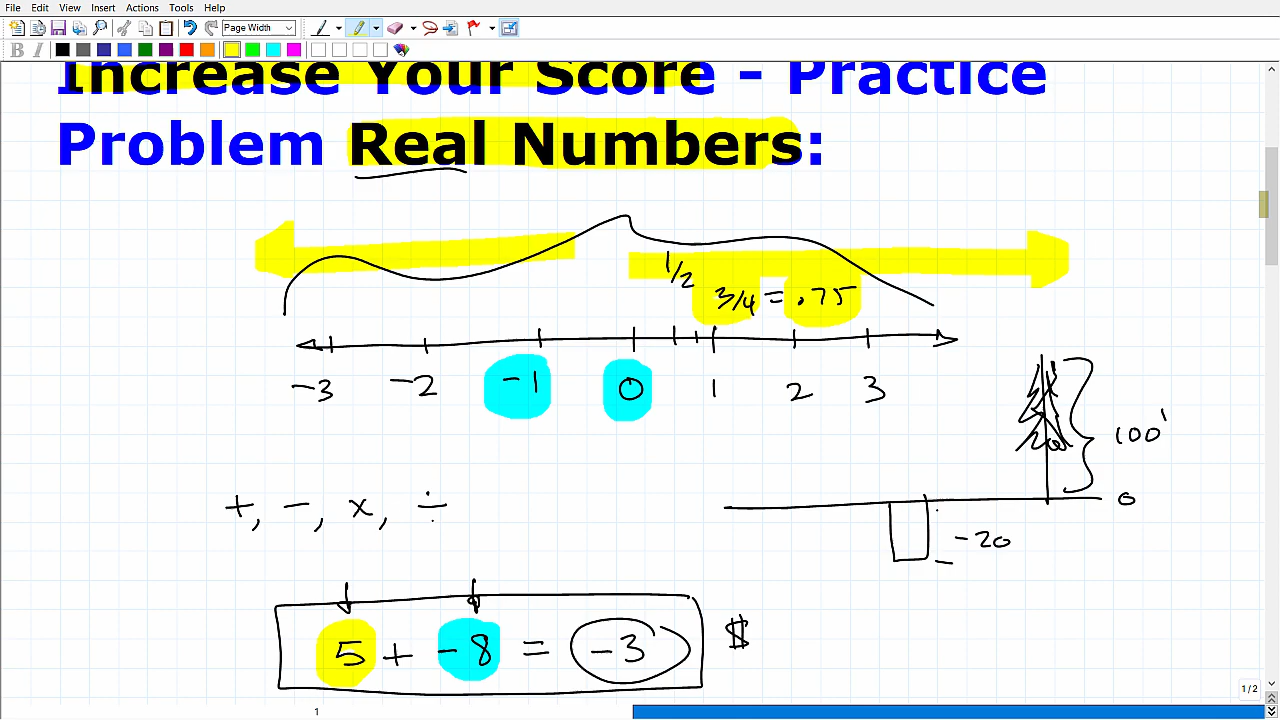 File Edit View Insert Actions Tools Help
Page Width
B I
Increase Your Score - Practice
Problem Real Numbers:
1/2
3/4 = .75
-3 -2 -1 0 1 2 3
100'
+, -, x, ÷
0
-20
5 + -8 = -3 $
1/2
1